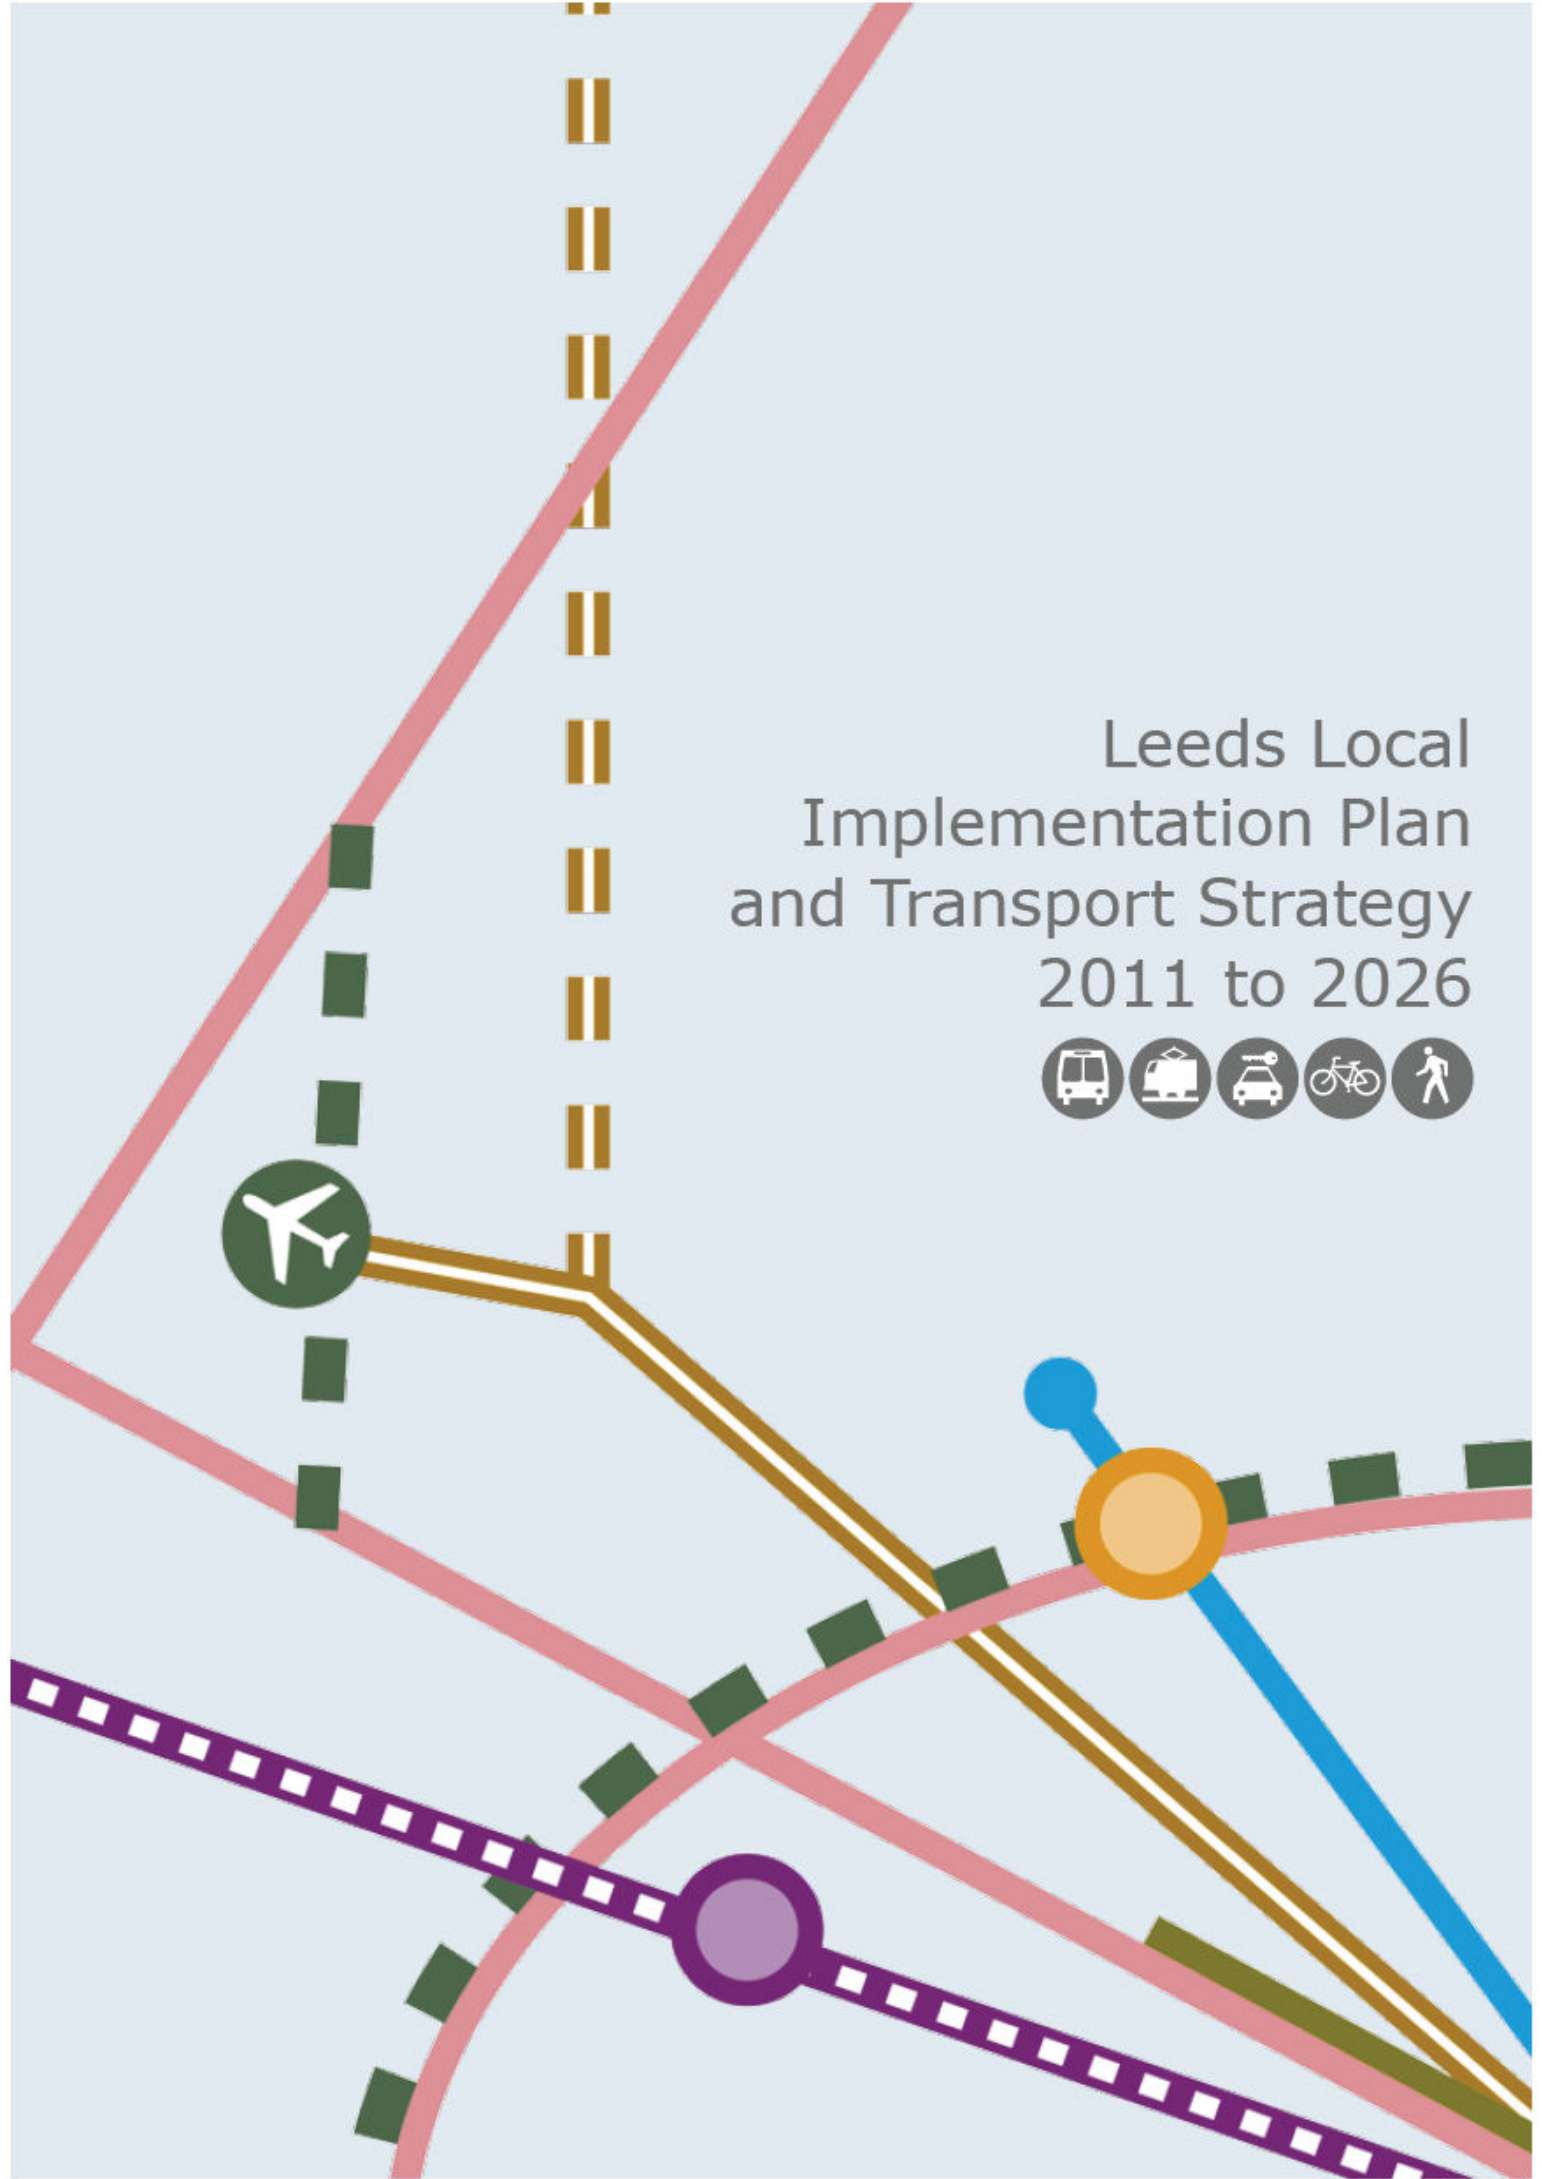 Leeds Local
Implementation Plan
and Transport Strategy
2011 to 2026